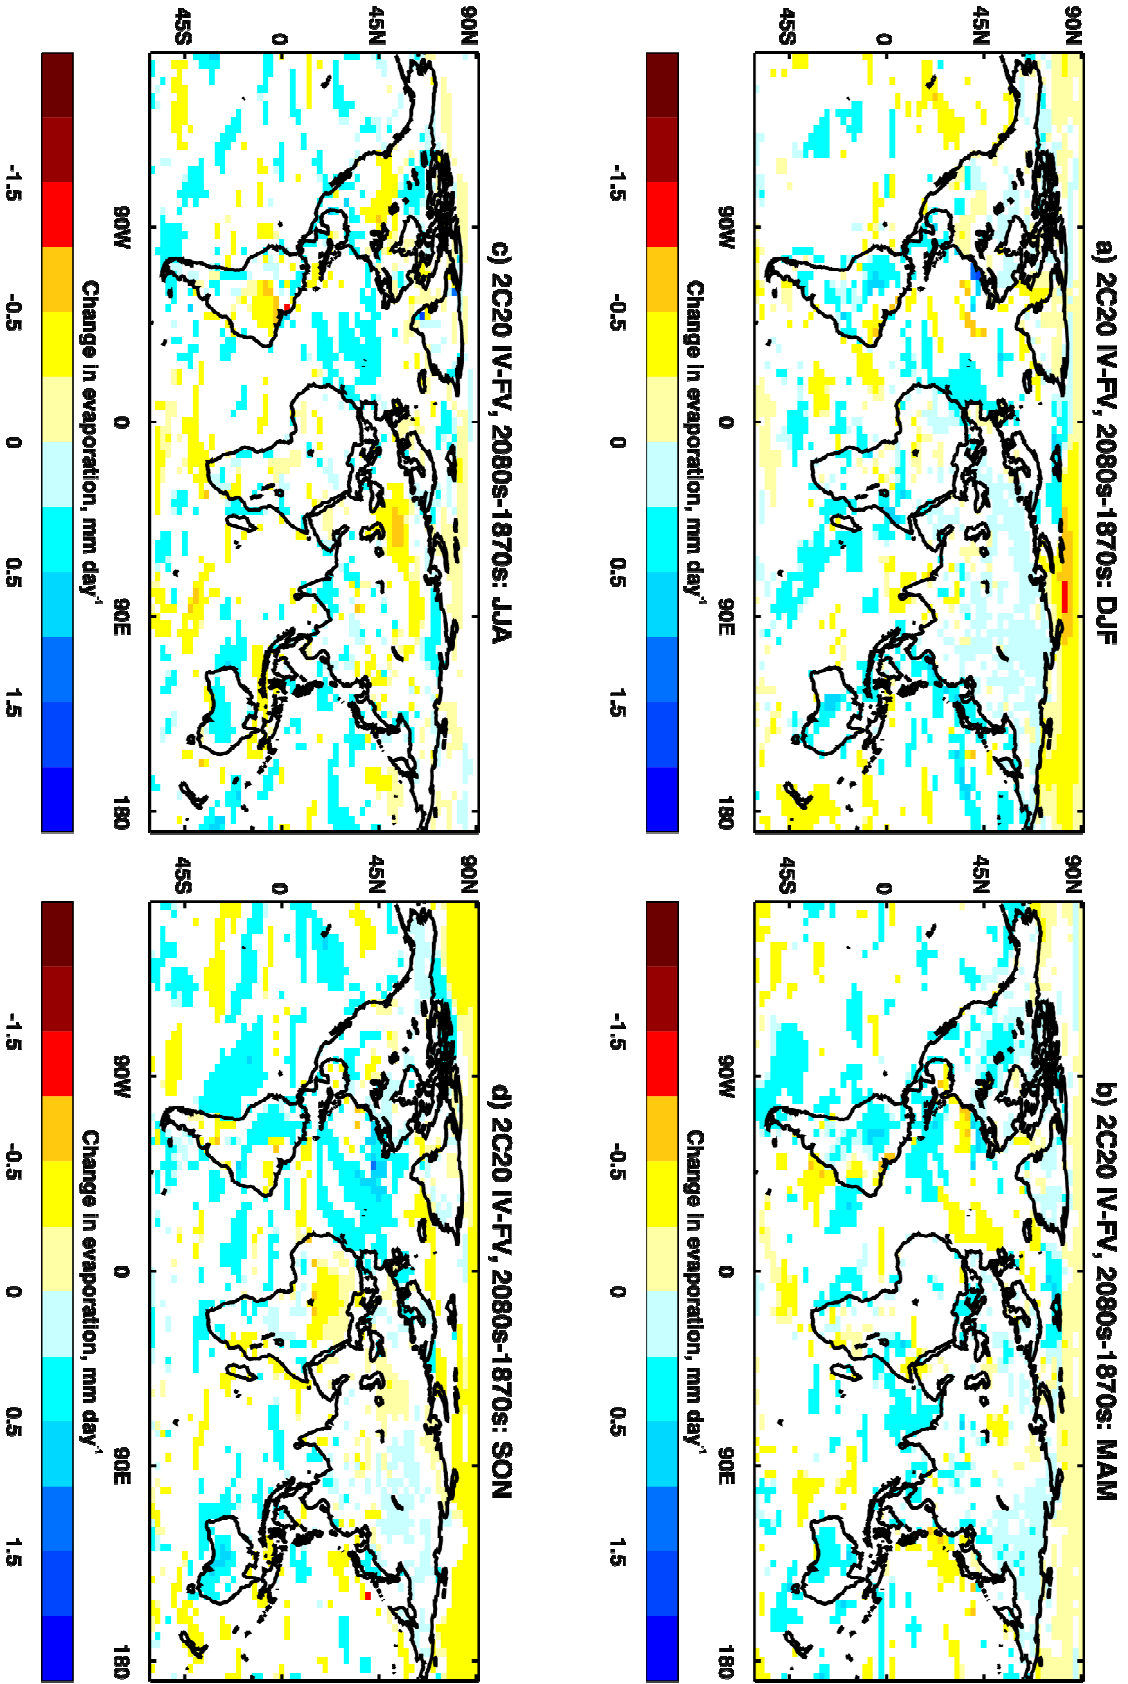 a) 2C20 IV-FV, 2080s-1870s: DJF
90N
45N
0
45S
90W
0
90E
180
-1.5
-0.5
0
0.5
1.5
Change in evaporation, mm day-1
b) 2C20 IV-FV, 2080s-1870s: MAM
90N
45N
0
45S
90W
0
90E
180
-1.5
-0.5
0
0.5
1.5
Change in evaporation, mm day-1
c) 2C20 IV-FV, 2080s-1870s: JJA
90N
45N
0
45S
90W
0
90E
180
-1.5
-0.5
0
0.5
1.5
Change in evaporation, mm day-1
d) 2C20 IV-FV, 2080s-1870s: SON
90N
45N
0
45S
90W
0
90E
180
-1.5
-0.5
0
0.5
1.5
Change in evaporation, mm day-1